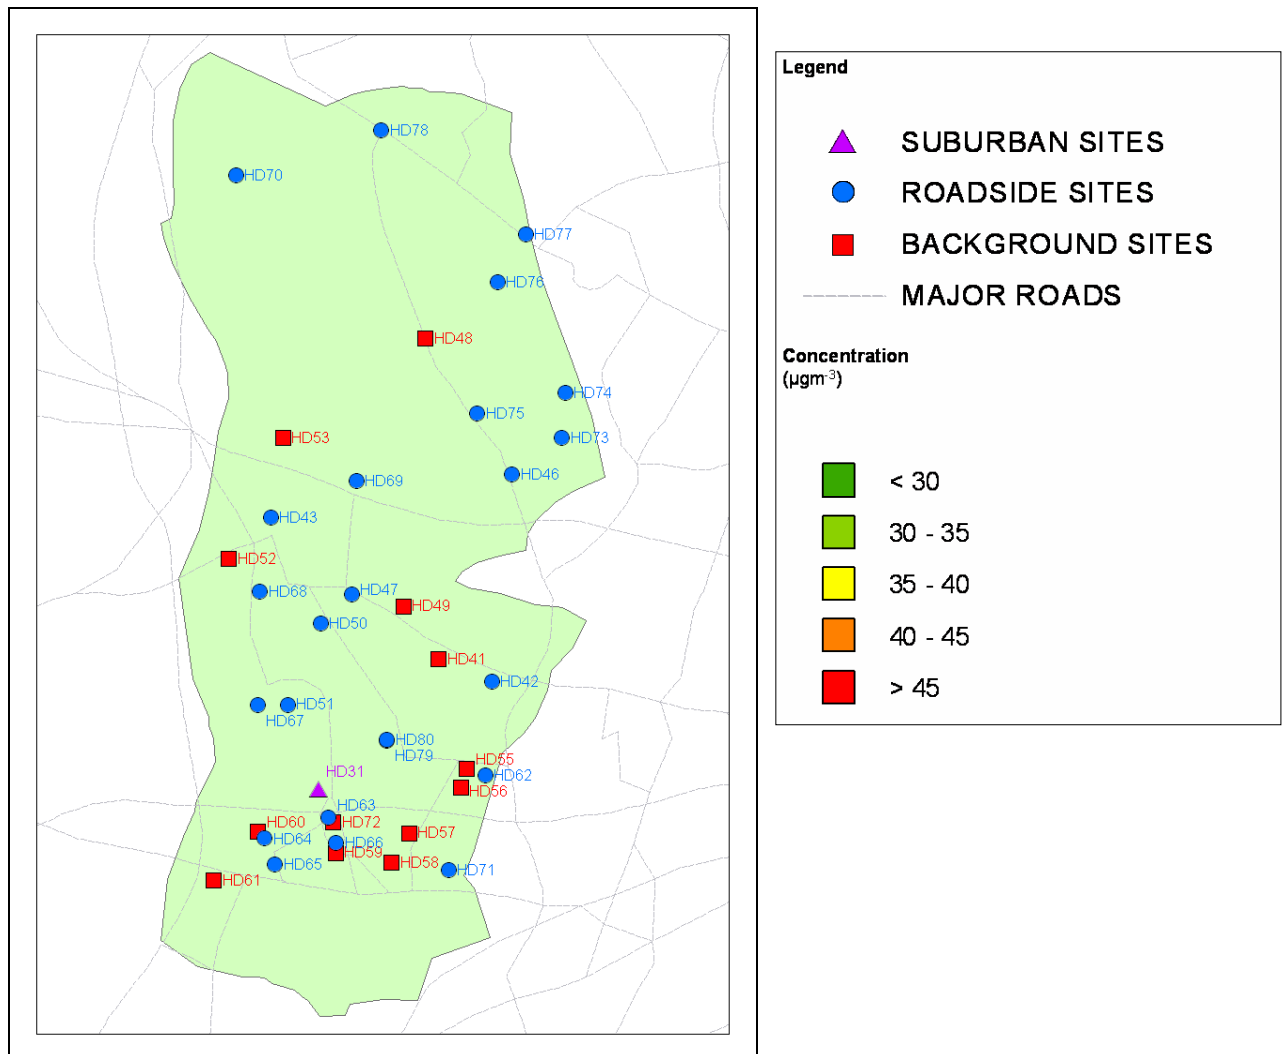 HD78
HD70
HD77
HD76
HD48
HD74
HD75
HD53
HD73
HD46
HD69
HD43
HD52
HD68
HD47
HD49
HD50
HD41
HD42
HD51
HD67
HD80
HD79
HD55
HD31
HD62
HD56
HD63
HD60
HD72
HD57
HD64
HD66
HD59
HD58
HD65
HD71
HD61
Legend
SUBURBAN SITES
ROADSIDE SITES
BACKGROUND SITES
MAJOR ROADS
Concentration
(µgm⁻³)
< 30
30 - 35
35 - 40
40 - 45
> 45